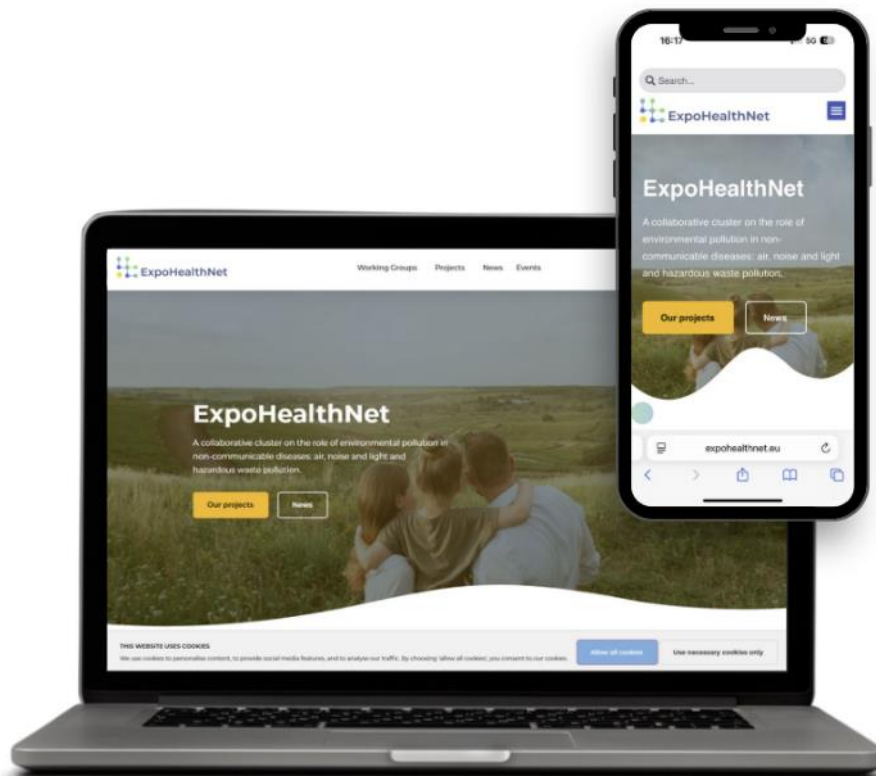 ExpoHealthNet
Working Groups Projects News Events
ExpoHealthNet
A collaborative cluster on the role of environmental pollution in
non-communicable diseases: air, noise and light and
hazardous waste pollution.
Our projects
News
THIS WEBSITE USES COOKIES
We use cookies to personalise content, to provide social media features, and to analyse our traffic. By choosing 'allow all cookies', you consent to our cookies.
Allow all cookies
Use necessary cookies only
16:17
5G
Search...
ExpoHealthNet
ExpoHealthNet
A collaborative cluster on the role of
environmental pollution in non-
communicable diseases: air, noise and light
and hazardous waste pollution.
Our projects
News
expohealthnet.eu